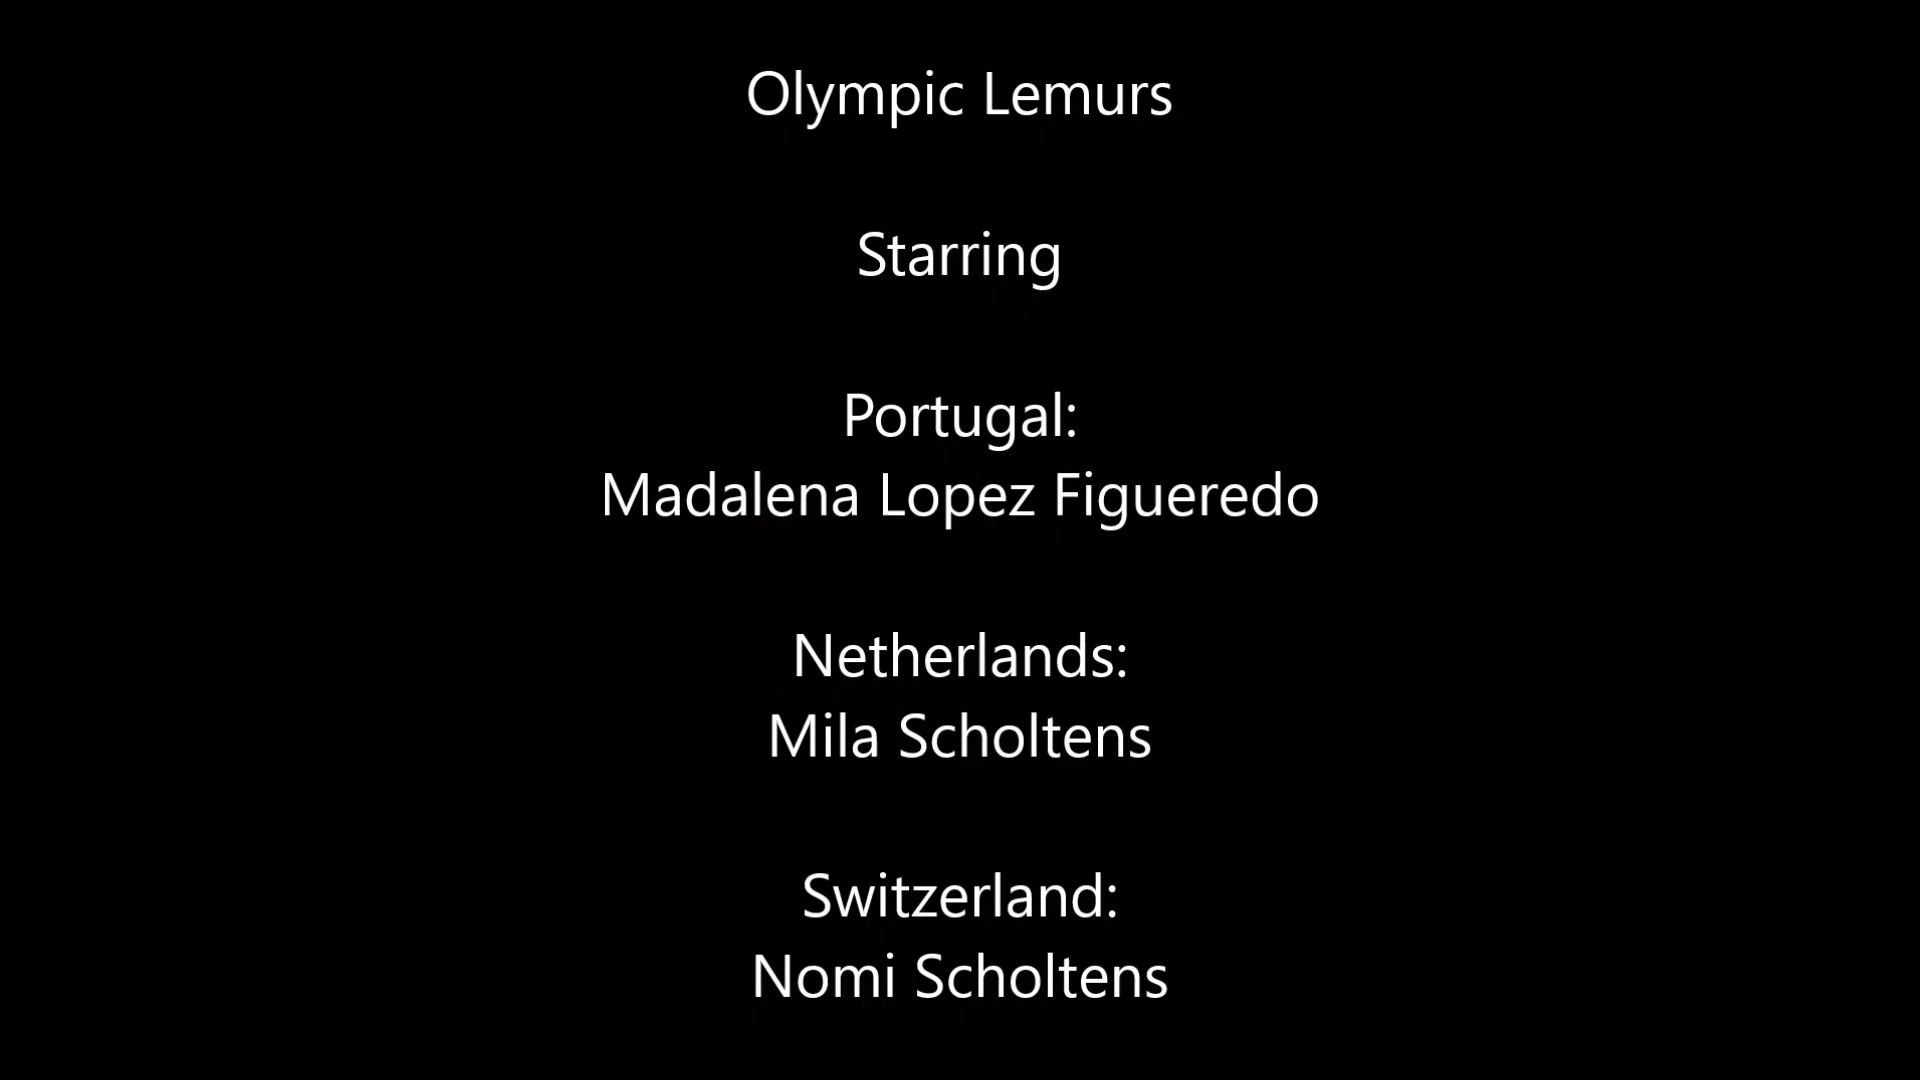 Olympic Lemurs
Starring
Portugal:
Madalena Lopez Figueredo
Netherlands:
Mila Scholtens
Switzerland:
Nomi Scholtens